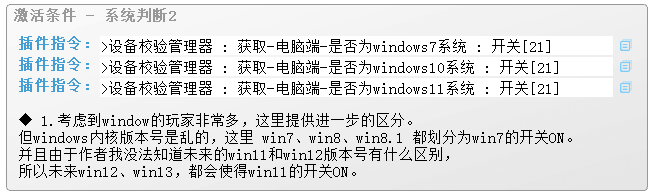 激活条件 - 系统判断2
插件指令：>设备校验管理器 : 获取-电脑端-是否为windows7系统 : 开关[21]
插件指令：>设备校验管理器 : 获取-电脑端-是否为windows10系统 : 开关[21]
插件指令：>设备校验管理器 : 获取-电脑端-是否为windows11系统 : 开关[21]
◆ 1.考虑到window的玩家非常多，这里提供进一步的区分。
但windows内核版本号是乱的，这里 win7、win8、win8.1 都划分为win7的开关ON。
并且由于作者我没法知道未来的win11和win12版本号有什么区别，
所以未来win12、win13，都会使得win11的开关ON。